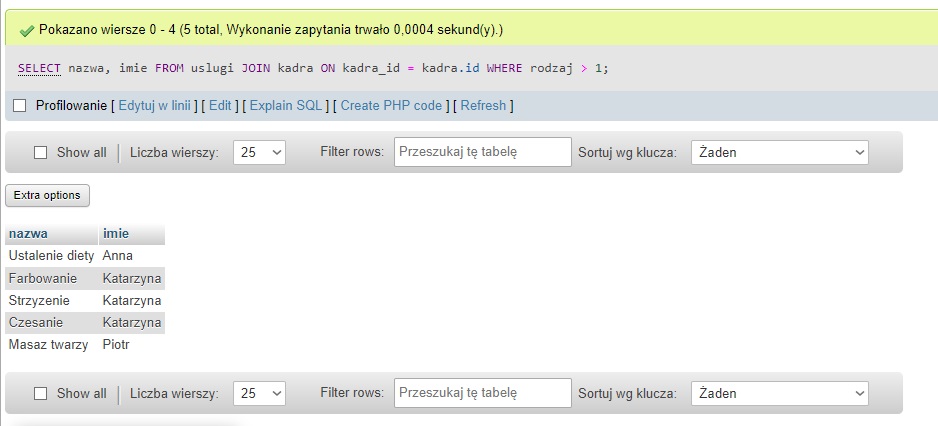 Pokazano wiersze 0 - 4 (5 total, Wykonanie zapytania trwało 0,0004 sekund(y).)
SELECT nazwa, imie FROM uslugi JOIN kadra ON kadra_id = kadra.id WHERE rodzaj > 1;
Profilowanie [ Edytuj w linii ] [ Edit ] [ Explain SQL ] [ Create PHP code ] [ Refresh ]
Show all Liczba wierszy: 25 Filter rows: Przeszukaj tę tabelę Sortuj wg klucza: Żaden
Extra options
nazwa imie
Ustalenie diety Anna
Farbowanie Katarzyna
Strzyzenie Katarzyna
Czesanie Katarzyna
Masaz twarzy Piotr
Show all Liczba wierszy: 25 Filter rows: Przeszukaj tę tabelę Sortuj wg klucza: Żaden